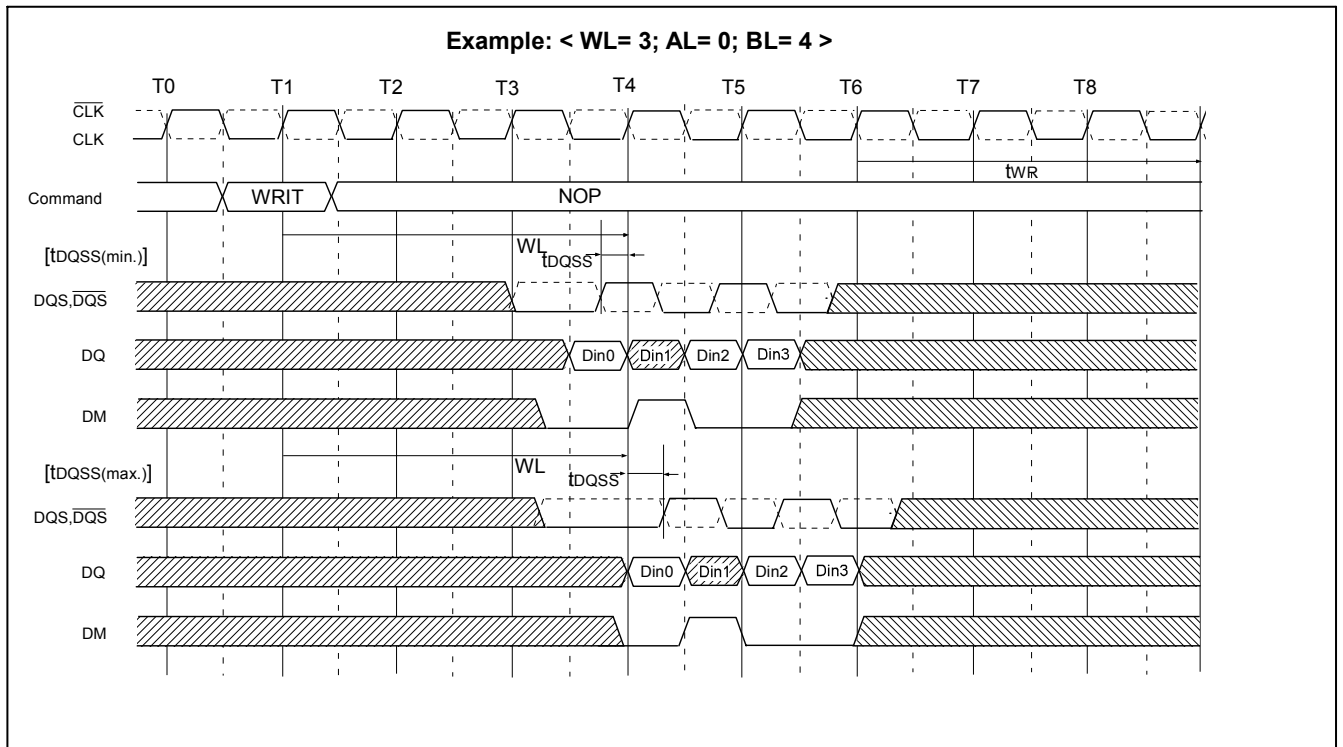 Example: < WL= 3; AL= 0; BL= 4 >
T0 T1 T2 T3 T4 T5 T6 T7 T8
CLK
CLK
tWR
Command WRIT NOP
[tDQSS(min.)] WL tDQSS
DQS,DQS
DQ Din0 Din1 Din2 Din3
DM
[tDQSS(max.)] WL tDQSS
DQS,DQS
DQ Din0 Din1 Din2 Din3
DM